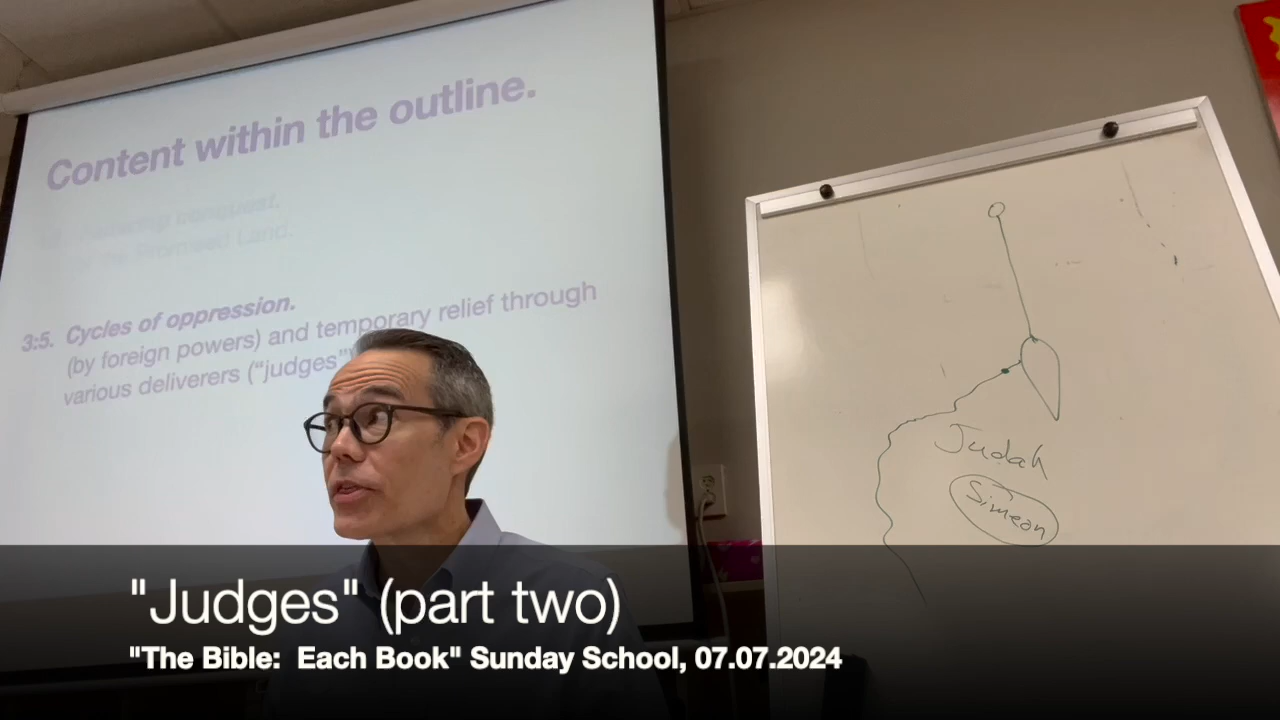 Content within the outline.
3:5. Cycles of oppression.
(by foreign powers) and temporary relief through
various deliverers ("judges")
Judah
Simeon
"Judges" (part two)
"The Bible: Each Book" Sunday School, 07.07.2024